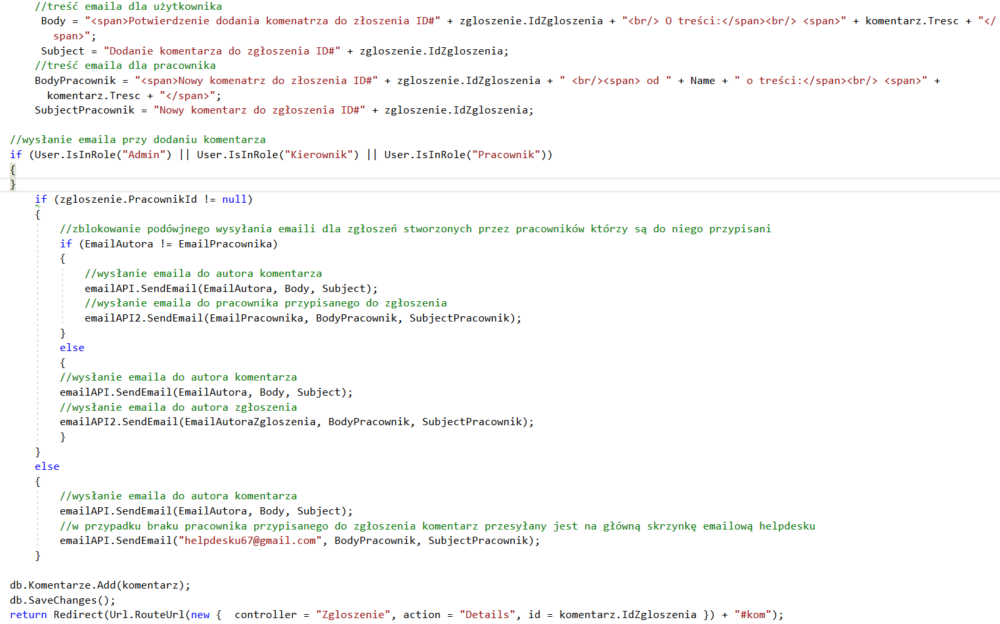 //treść emaila dla użytkownika
Body = "<span>Potwierdzenie dodania komenatrza do złoszenia ID#" + zgloszenie.IdZgloszenia + "<br/> O treści:</span><br/> <span>" + komentarz.Tresc + "</
span>";
Subject = "Dodanie komentarza do zgłoszenia ID#" + zgloszenie.IdZgloszenia;
//treść emaila dla pracownika
BodyPracownik = "<span>Nowy komenatrz do złoszenia ID#" + zgloszenie.IdZgloszenia + " <br/><span> od " + Name + " o treści:</span><br/> <span>" +
komentarz.Tresc + "</span>";
SubjectPracownik = "Nowy komentarz do zgłoszenia ID#" + zgloszenie.IdZgloszenia;
//wysłanie emaila przy dodaniu komentarza
if (User.IsInRole("Admin") || User.IsInRole("Kierownik") || User.IsInRole("Pracownik"))
{
}
if (zgloszenie.PracownikId != null)
{
//zblokowanie podówjnego wysyłania emaili dla zgłoszeń stworzonych przez pracowników którzy są do niego przypisani
if (EmailAutora != EmailPracownika)
{
//wysłanie emaila do autora komentarza
emailAPI.SendEmail(EmailAutora, Body, Subject);
//wysłanie emaila do pracownika przypisanego do zgłoszenia
emailAPI2.SendEmail(EmailPracownika, BodyPracownik, SubjectPracownik);
}
else
{
//wysłanie emaila do autora komentarza
emailAPI.SendEmail(EmailAutora, Body, Subject);
//wysłanie emaila do autora zgłoszenia
emailAPI2.SendEmail(EmailAutoraZgloszenia, BodyPracownik, SubjectPracownik);
}
}
else
{
//wysłanie emaila do autora komentarza
emailAPI.SendEmail(EmailAutora, Body, Subject);
//w przypadku braku pracownika przypisanego do zgłoszenia komentarz przesyłany jest na główną skrzynkę emailową helpdesku
emailAPI.SendEmail("helpdesku67@gmail.com", BodyPracownik, SubjectPracownik);
}
db.Komentarze.Add(komentarz);
db.SaveChanges();
return Redirect(Url.RouteUrl(new {  controller = "Zgloszenie", action = "Details", id = komentarz.IdZgloszenia }) + "#kom");